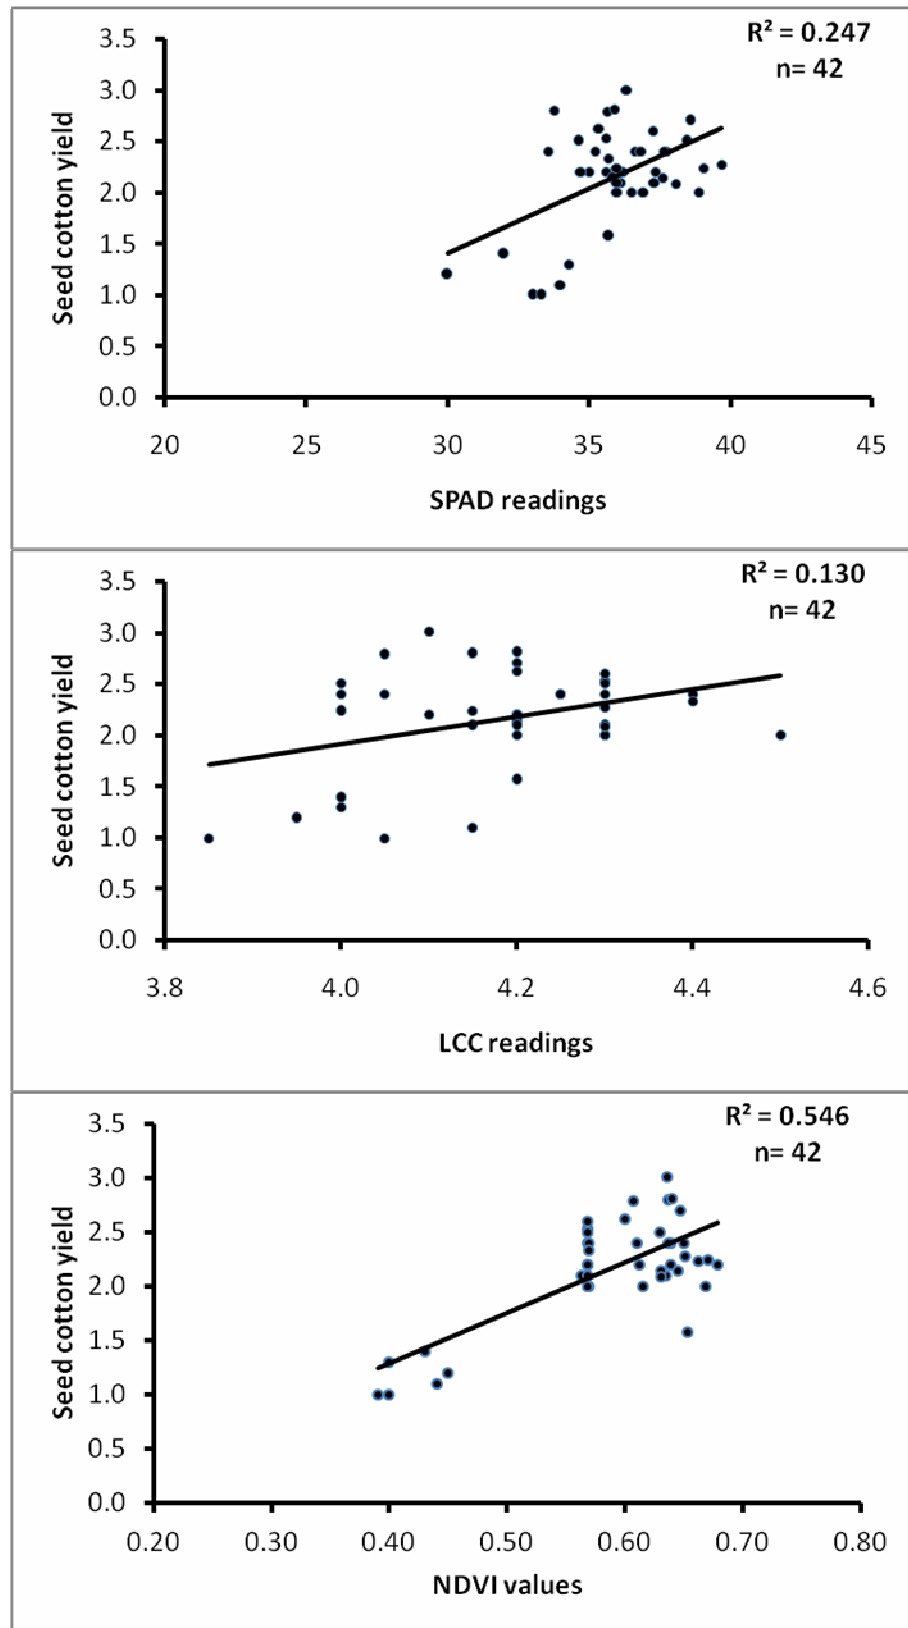 R² = 0.247
n= 42
3.5
3.0
2.5
2.0
1.5
1.0
0.5
0.0
Seed cotton yield
20 25 30 35 40 45
SPAD readings
R² = 0.130
n= 42
3.5
3.0
2.5
2.0
1.5
1.0
0.5
0.0
Seed cotton yield
3.8 4.0 4.2 4.4 4.6
LCC readings
R² = 0.546
n= 42
3.5
3.0
2.5
2.0
1.5
1.0
0.5
0.0
Seed cotton yield
0.20 0.30 0.40 0.50 0.60 0.70 0.80
NDVI values